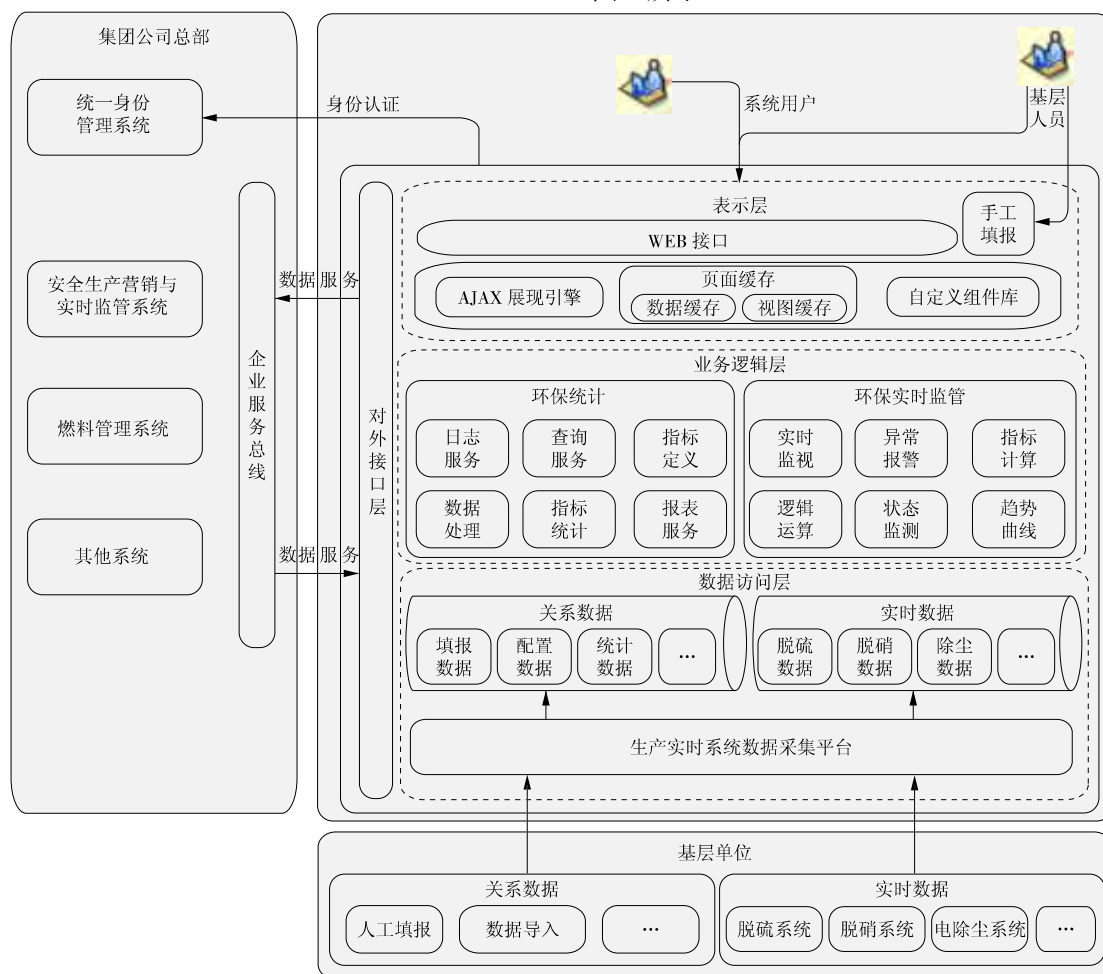 集团公司总部
统一身份
管理系统
安全生产营销与
实时监管系统
燃料管理系统
其他系统
企业服务总线
身份认证
数据服务
数据服务
系统用户
基层
人员
对外接口层
表示层
WEB 接口
手工
填报
AJAX 展现引擎
页面缓存
数据缓存
视图缓存
自定义组件库
业务逻辑层
环保统计
日志
服务
查询
服务
指标
定义
数据
处理
指标
统计
报表
服务
环保实时监管
实时
监视
异常
报警
指标
计算
逻辑
运算
状态
监测
趋势
曲线
数据访问层
关系数据
填报
数据
配置
数据
统计
数据
…
实时数据
脱硫
数据
脱硝
数据
除尘
数据
…
生产实时系统数据采集平台
基层单位
关系数据
人工填报
数据导入
…
实时数据
脱硫系统
脱硝系统
电除尘系统
…